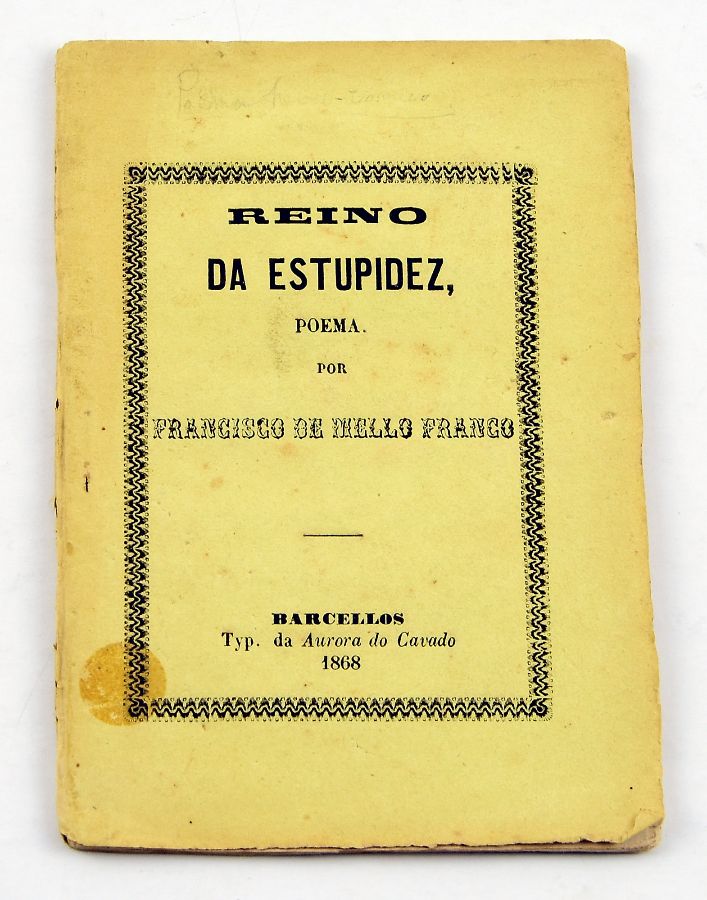 REINO
DA ESTUPIDEZ,
POEMA.
POR
FRANCISCO DE MELLO FRANCO
BARCELLOS
Typ. da Aurora do Cavado
1868